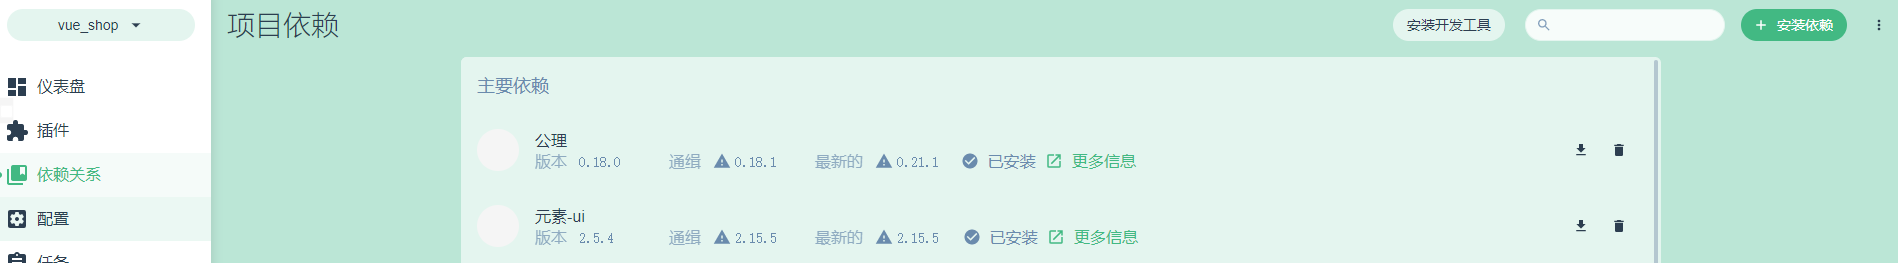 vue_shop
项目依赖
安装开发工具
安装依赖
仪表盘
插件
依赖关系
配置
任务
主要依赖
公理
版本 0.18.0 通缉 0.18.1 最新的 0.21.1 已安装 更多信息
元素-ui
版本 2.5.4 通缉 2.15.5 最新的 2.15.5 已安装 更多信息